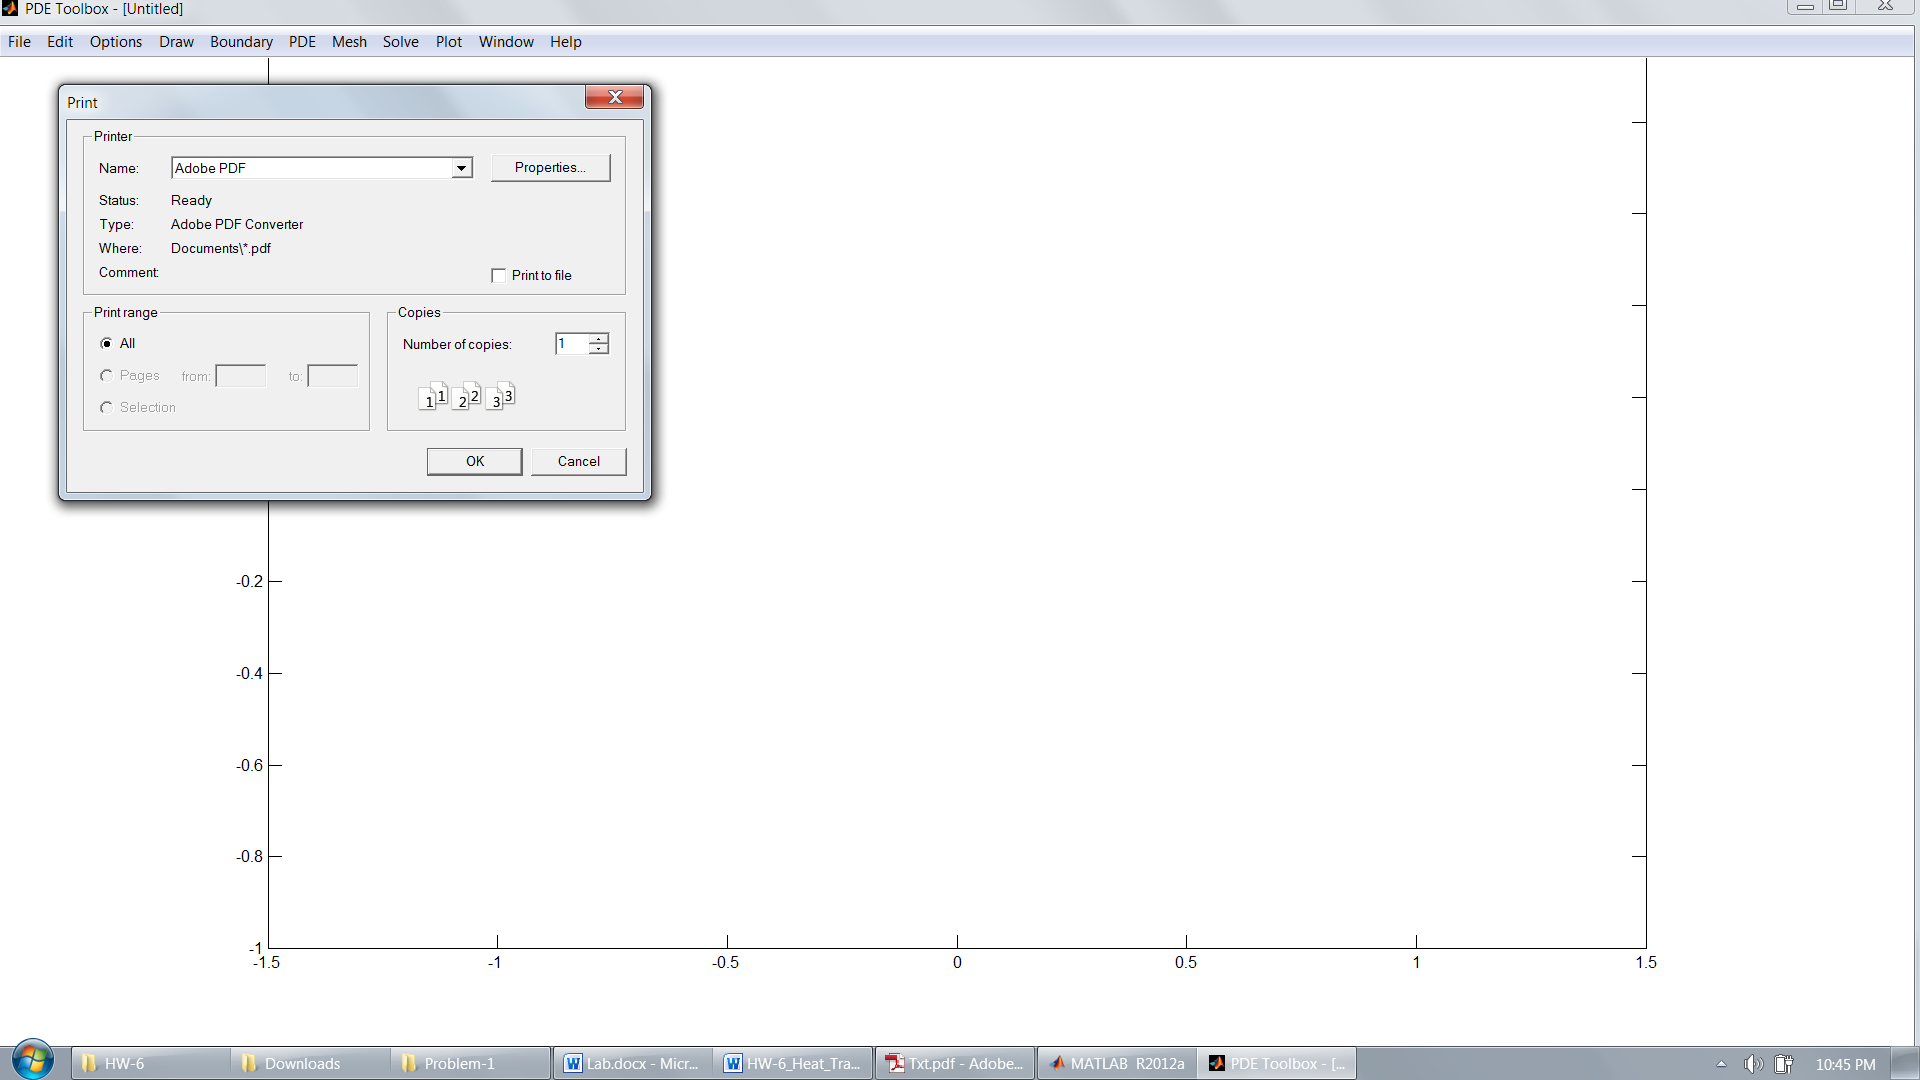 PDE Toolbox - [Untitled]
File Edit Options Draw Boundary PDE Mesh Solve Plot Window Help
Print
Printer
Name: Adobe PDF Properties...
Status: Ready
Type: Adobe PDF Converter
Where: Documents\*.pdf
Comment:
Print to file
Print range
All
Pages from: to:
Selection
Copies
Number of copies: 1
1 1 2 2 3 3
OK Cancel
-0.2
-0.4
-0.6
-0.8
-1
-1.5 -1 -0.5 0 0.5 1 1.5
HW-6 Downloads Problem-1 Lab.docx - Micr... HW-6_Heat_Tra... Txt.pdf - Adobe... MATLAB R2012a PDE Toolbox - [... 10:45 PM